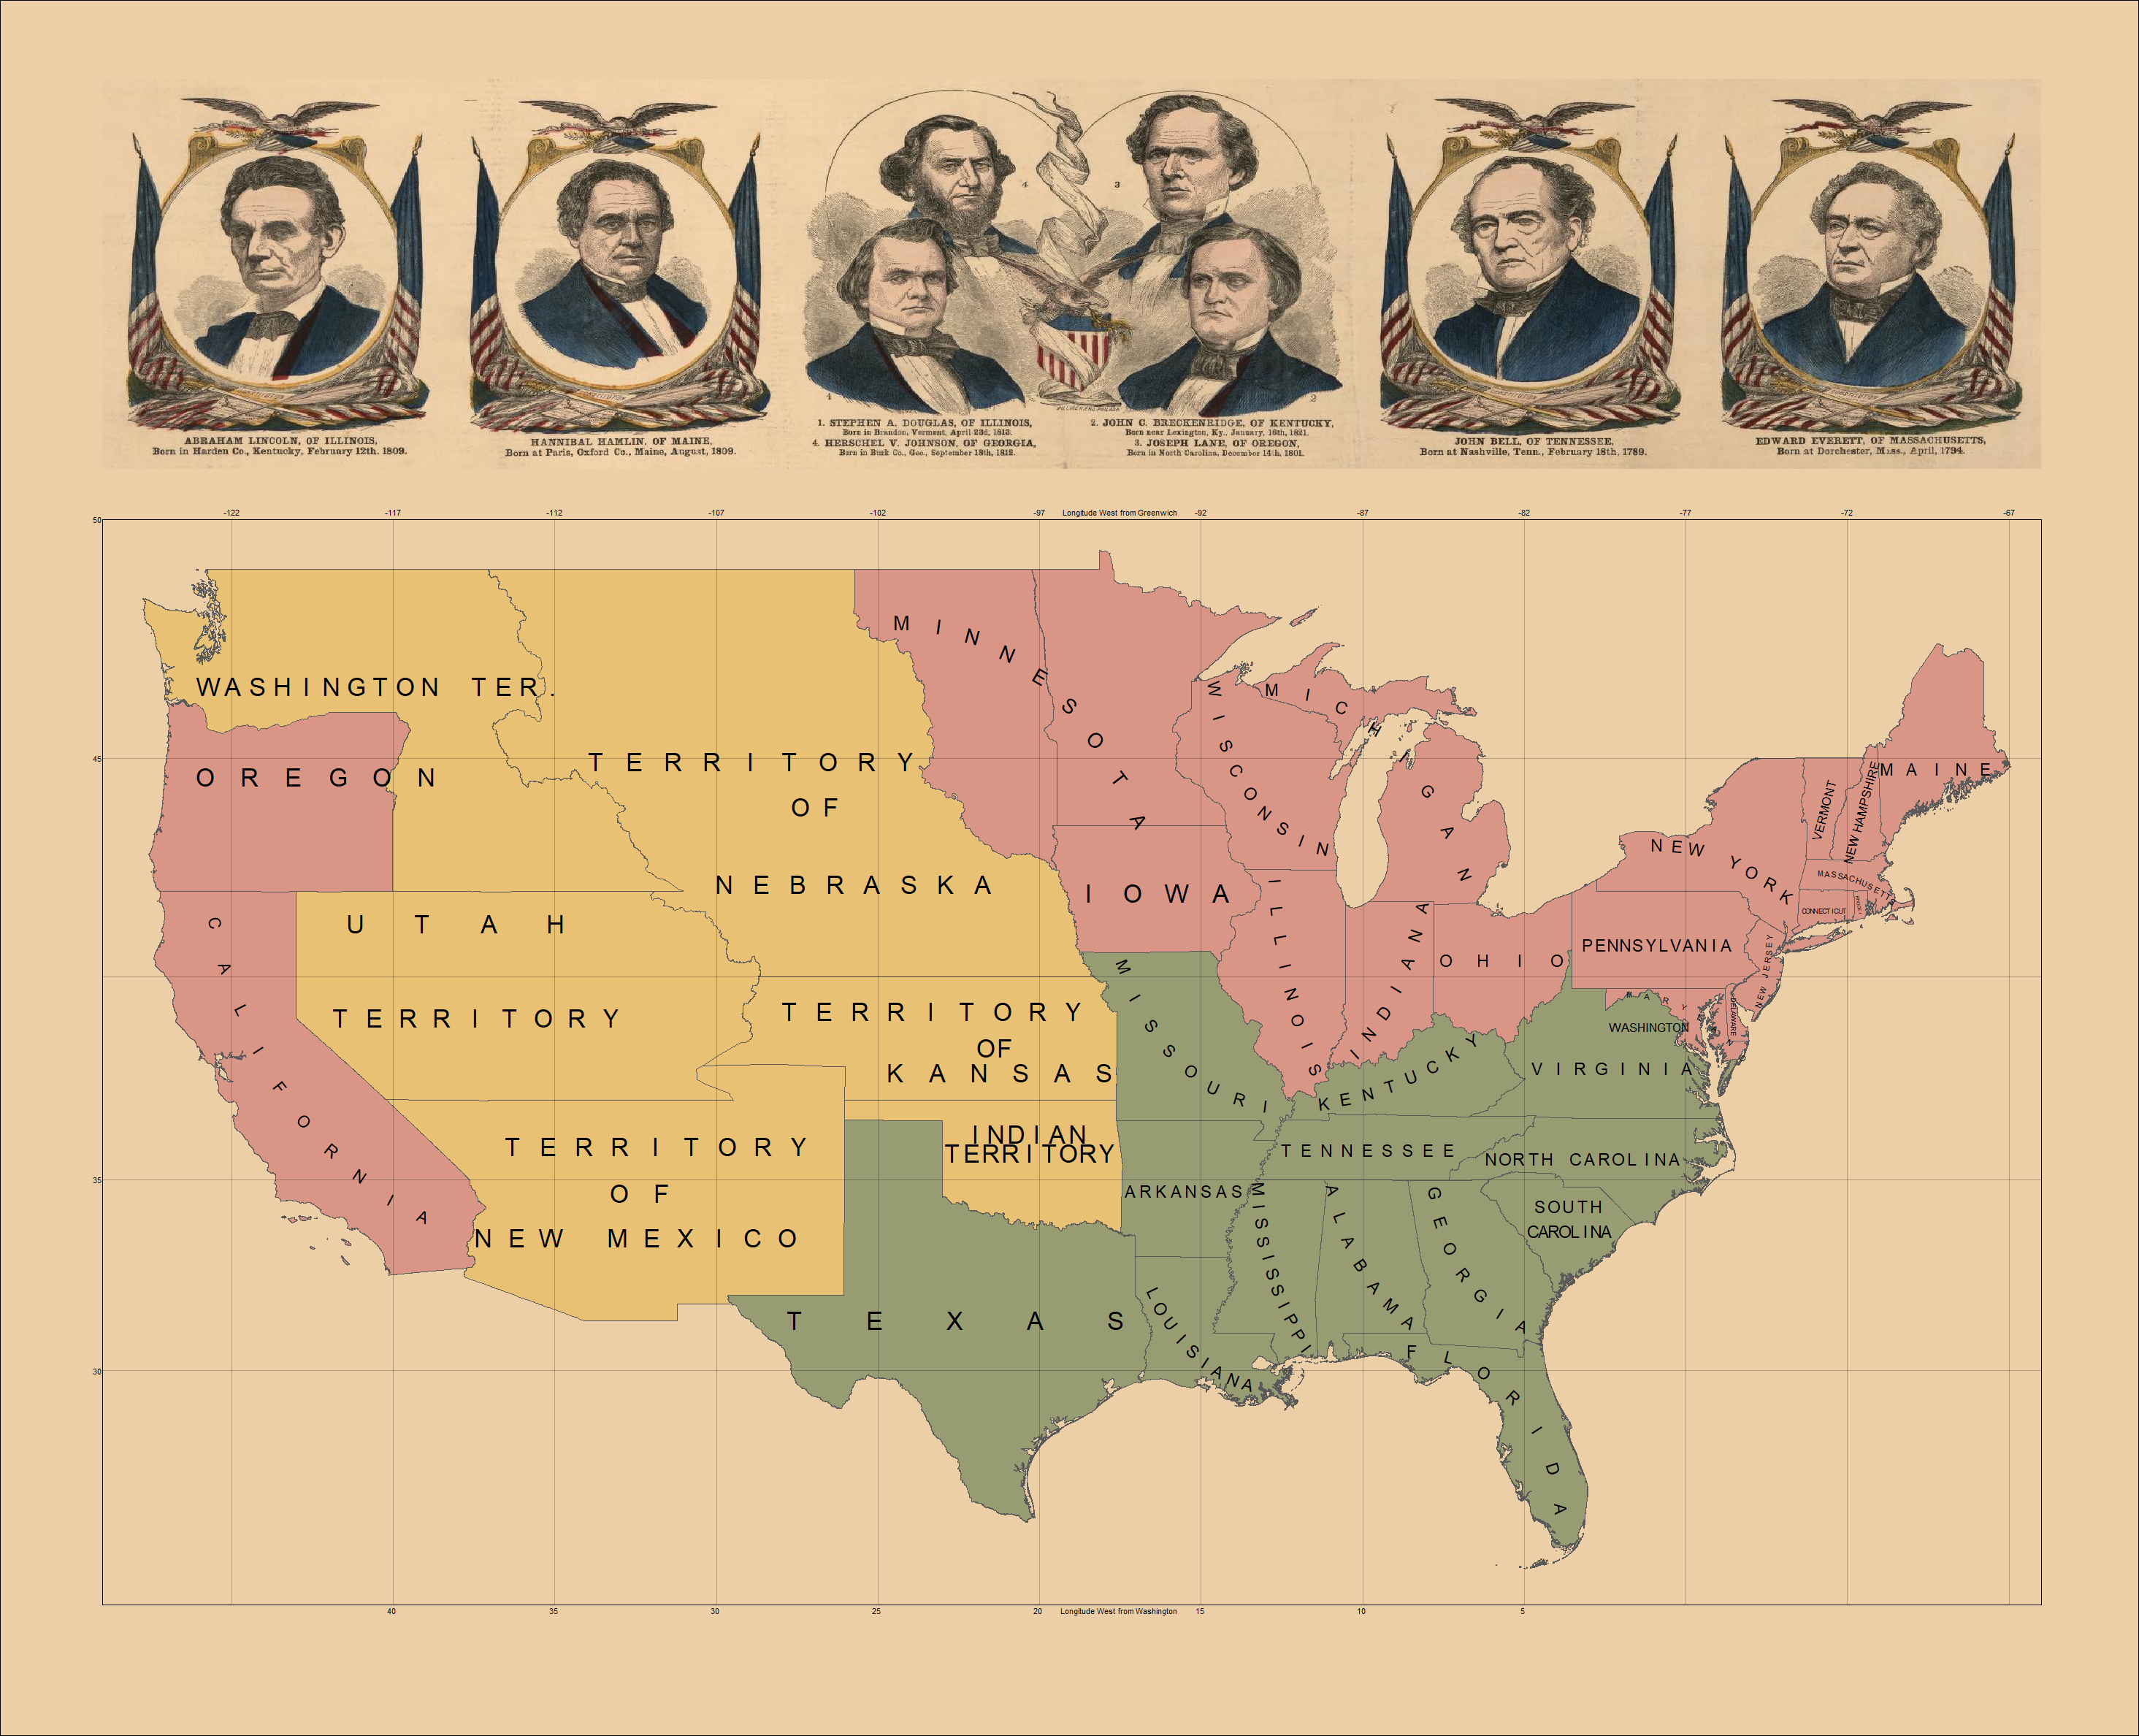 4
3
1
2
ABRAHAM LINCOLN, OF ILLINOIS,
Born in Harden Co., Kentucky, February 12th, 1809.
HANNIBAL HAMLIN, OF MAINE,
Born at Paris, Oxford Co., Maine, August, 1809.
1. STEPHEN A. DOUGLAS, OF ILLINOIS,
Born in Brandon, Vermont, April 23d, 1813.
4. HERSCHEL V. JOHNSON, OF GEORGIA,
Born in Burk Co., Geo., September 18th, 1812.
2. JOHN C. BRECKENRIDGE, OF KENTUCKY,
Born near Lexington, Ky., January, 16th, 1821.
3. JOSEPH LANE, OF OREGON,
Born in North Carolina, December 14th, 1801.
JOHN BELL, OF TENNESSEE,
Born at Nashville, Tenn., February 18th, 1789.
EDWARD EVERETT, OF MASSACHUSETTS,
Born at Dorchester, Mass., April, 1794.
-122 -117 -112 -107 -102 -97 Longitude West from Greenwich -92 -87 -82 -77 -72 -67
50
45
35
30
WASHINGTON TER.
OREGON
CALIFORNIA
UTAH
TERRITORY
TERRITORY
OF
NEBRASKA
TERRITORY
OF
KANSAS
INDIAN
TERRITORY
TERRITORY
OF
NEW MEXICO
TEXAS
MINNESOTA
IOWA
WISCONSIN
MICHIGAN
ILLINOIS
INDIANA
OHIO
MISSOURI
KENTUCKY
TENNESSEE
ARKANSAS
LOUISIANA
MISSISSIPPI
ALABAMA
GEORGIA
FLORIDA
SOUTH
CAROLINA
NORTH CAROLINA
VIRGINIA
WASHINGTON
MARYLAND
DELAWARE
PENNSYLVANIA
NEW JERSEY
NEW YORK
CONNECTICUT
MASSACHUSETTS
VERMONT
NEW HAMPSHIRE
MAINE
40 35 30 25 20 Longitude West from Washington 15 10 5